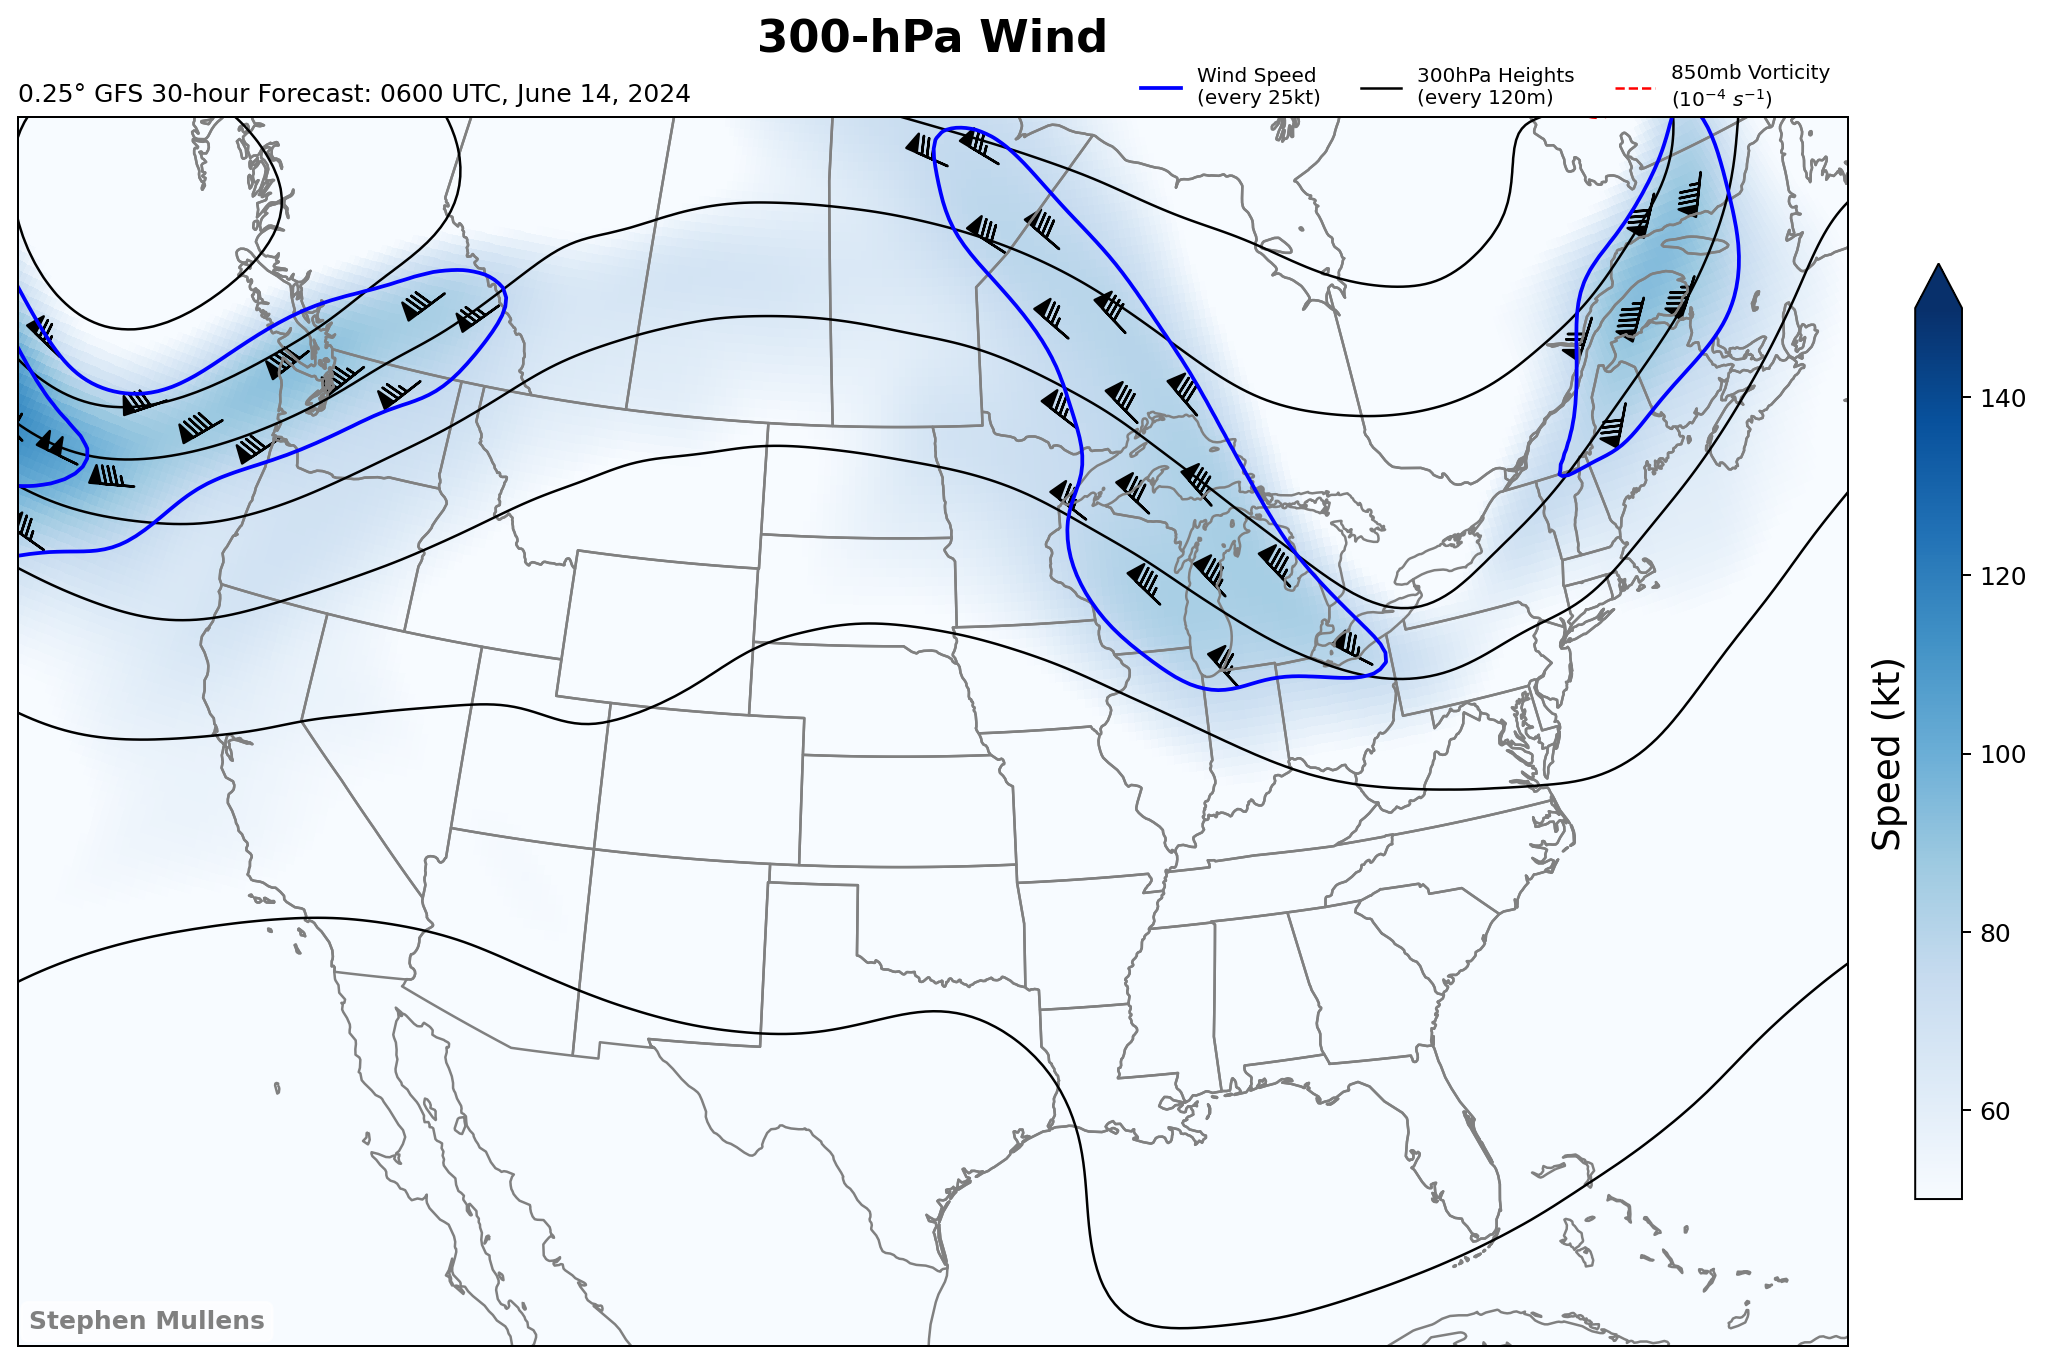 300-hPa Wind
0.25° GFS 30-hour Forecast: 0600 UTC, June 14, 2024
Wind Speed
(every 25kt)
300hPa Heights
(every 120m)
850mb Vorticity
(10⁻⁴ s⁻¹)
140
120
100
80
60
Speed (kt)
Stephen Mullens